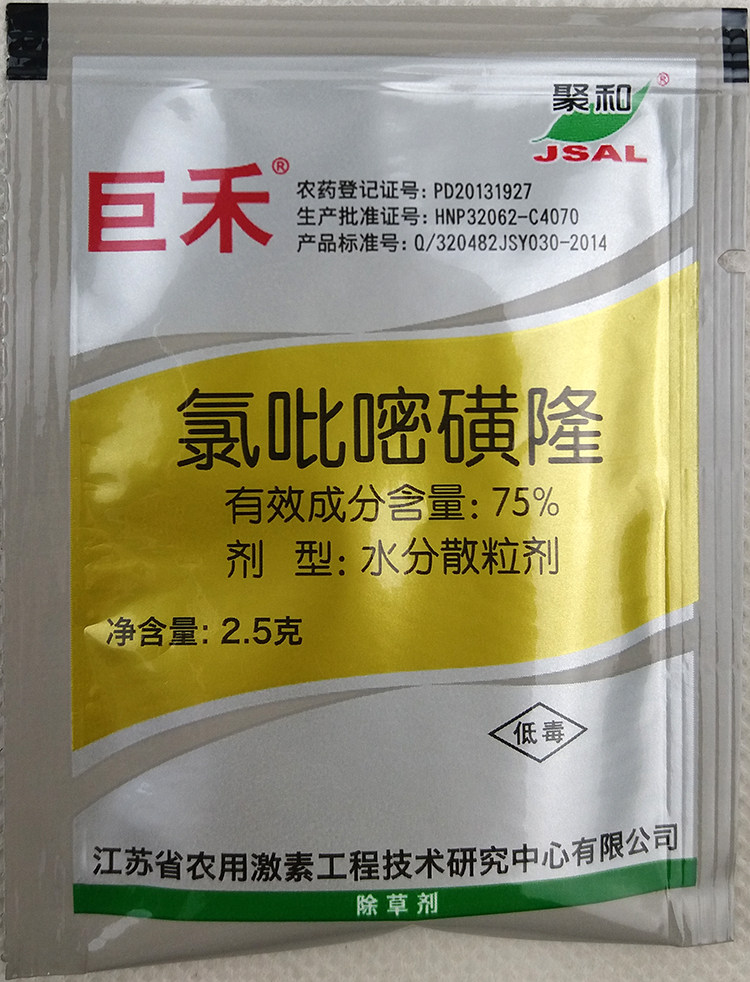 聚和®
JSAL
巨禾®
农药登记证号: PD20131927
生产批准证号: HNP32062-C4070
产品标准号: Q/320482JSY030-2014
氯吡嘧磺隆
有效成分含量: 75%
剂 型: 水分散粒剂
净含量: 2.5克
低毒
江苏省农用激素工程技术研究中心有限公司
除草剂